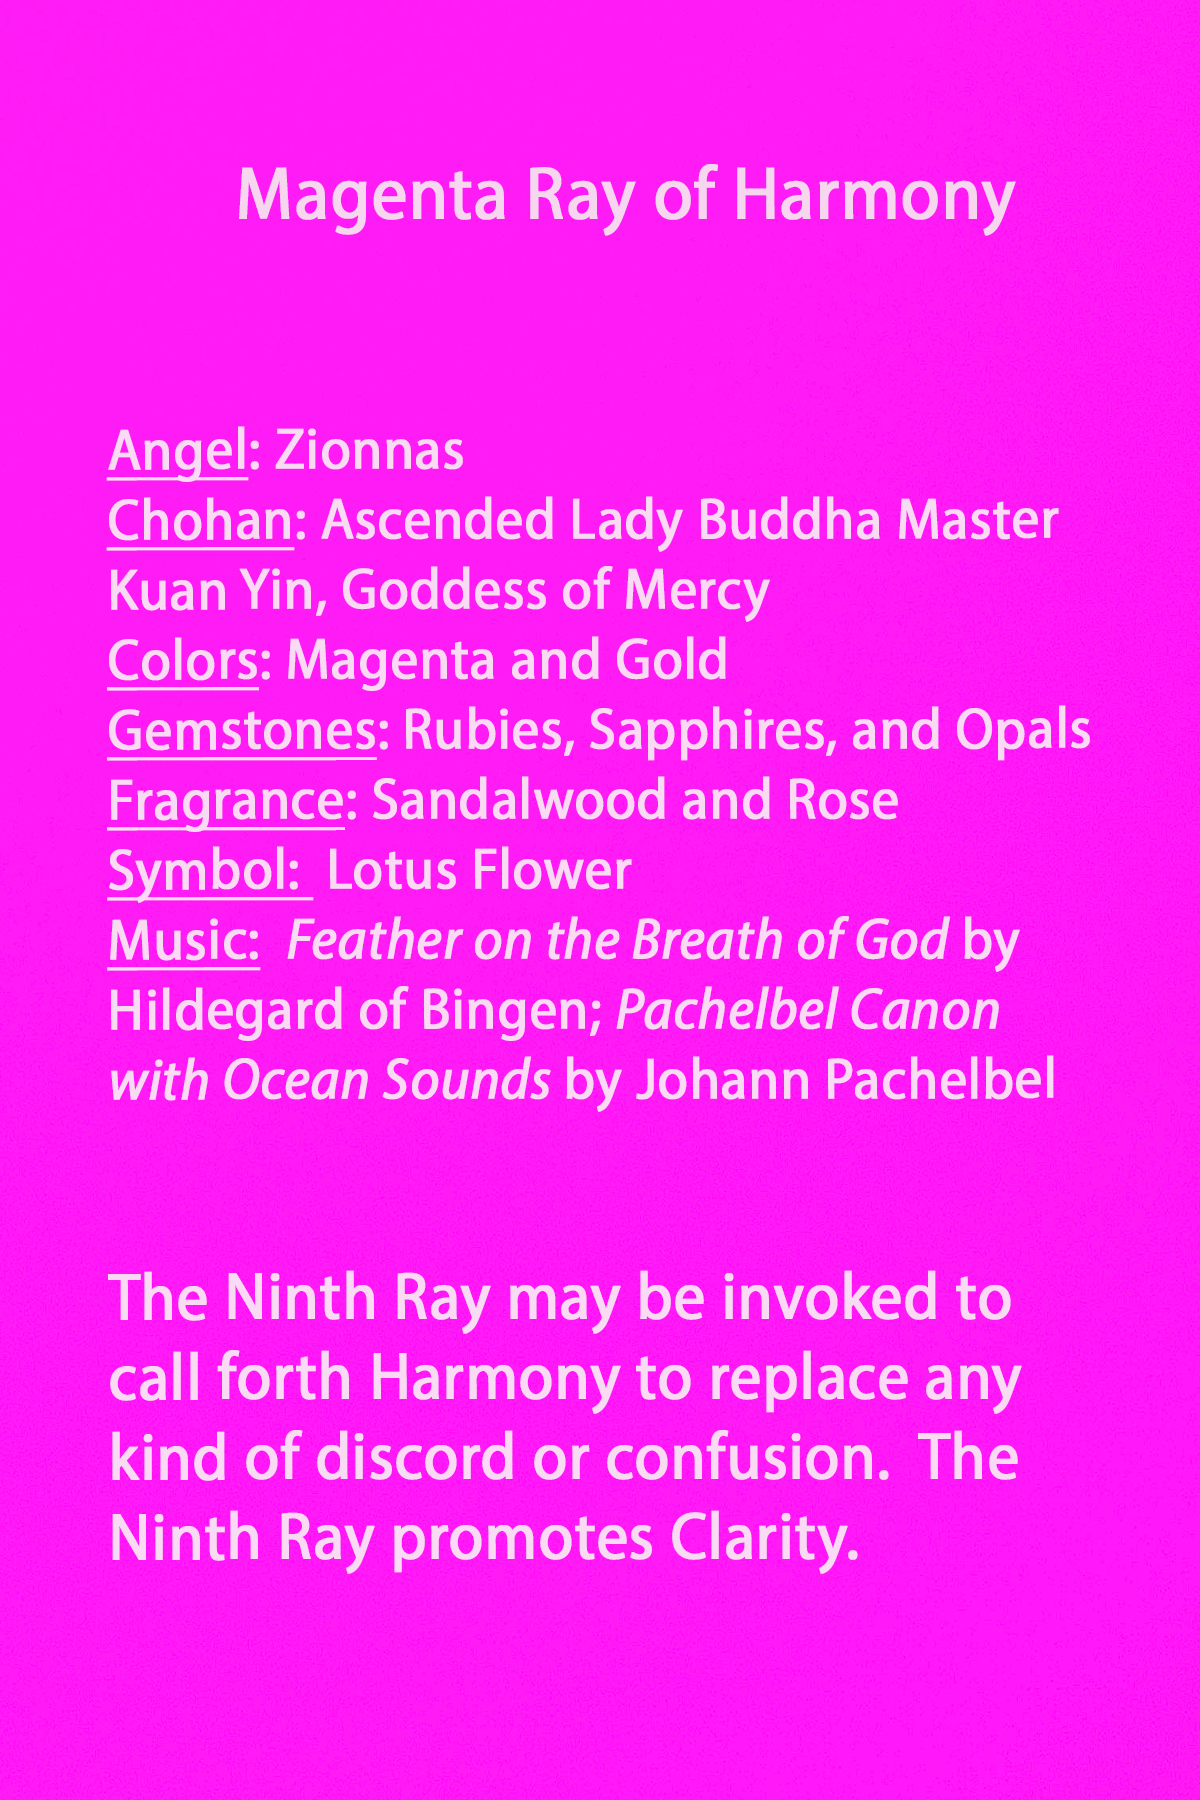 Magenta Ray of Harmony
Angel: Zionnas
Chohan: Ascended Lady Buddha Master
Kuan Yin, Goddess of Mercy
Colors: Magenta and Gold
Gemstones: Rubies, Sapphires, and Opals
Fragrance: Sandalwood and Rose
Symbol:  Lotus Flower
Music:  Feather on the Breath of God by
Hildegard of Bingen; Pachelbel Canon
with Ocean Sounds by Johann Pachelbel
The Ninth Ray may be invoked to
call forth Harmony to replace any
kind of discord or confusion.  The
Ninth Ray promotes Clarity.